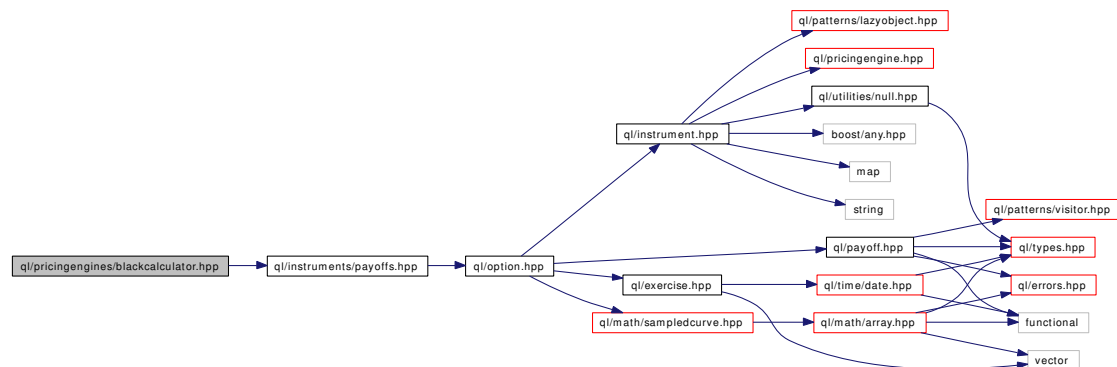 ql/patterns/lazyobject.hpp
ql/pricingengine.hpp
ql/utilities/null.hpp
ql/instrument.hpp
boost/any.hpp
map
string
ql/patterns/visitor.hpp
ql/payoff.hpp
ql/types.hpp
ql/pricingengines/blackcalculator.hpp
ql/instruments/payoffs.hpp
ql/option.hpp
ql/exercise.hpp
ql/time/date.hpp
ql/errors.hpp
ql/math/sampledcurve.hpp
ql/math/array.hpp
functional
vector